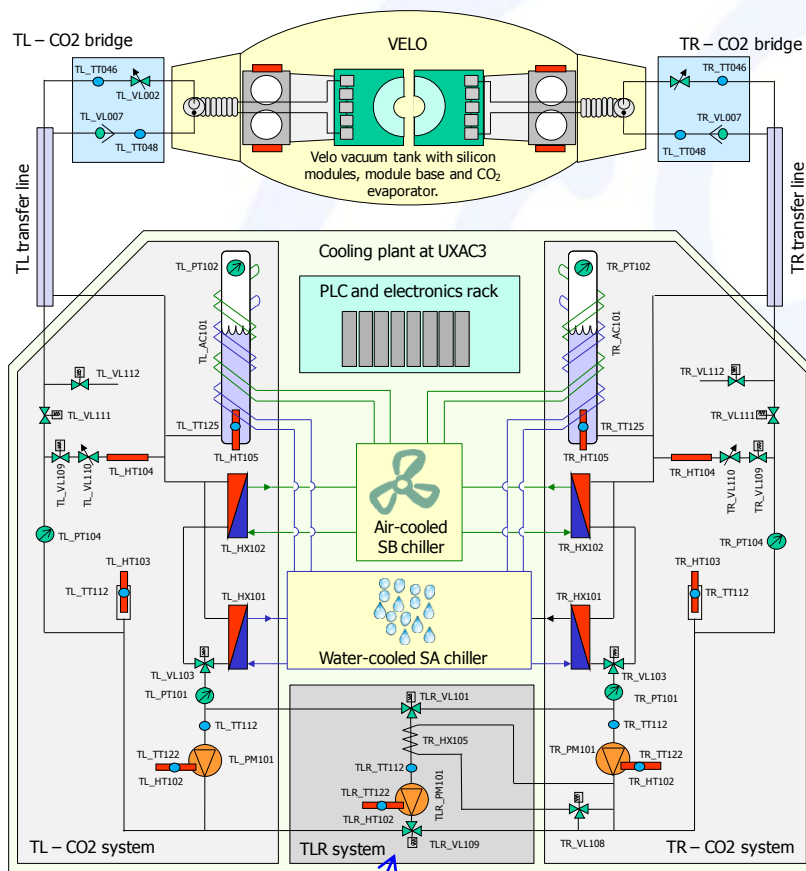 TL – CO2 bridge
VELO
TR – CO2 bridge
TL_TT046
TL_VL002
TL_VL007
TL_TT048
TR_TT046
TR_VL007
TL_TT048
Velo vacuum tank with silicon
modules, module base and CO2
evaporator.
TL transfer line
TR transfer line
Cooling plant at UXAC3
PLC and electronics rack
TL_PT102
TL_AC101
TR_PT102
TR_AC101
TL_VL112
TL_VL111
TL_VL109
TL_VL110
TL_HT104
TL_TT125
TL_HT105
TR_VL112
TR_VL111
TR_TT125
TR_HT105
TR_HT104
TR_VL110
TR_VL109
Air-cooled
SB chiller
TL_PT104
TL_HX102
TR_HX102
TR_PT104
TL_HT103
TL_TT112
TL_HX101
TR_HX101
TR_HT103
TR_TT112
Water-cooled SA chiller
TL_VL103
TL_PT101
TL_TT112
TL_PM101
TL_TT122
TL_HT102
TLR_VL101
TR_HX105
TLR_TT112
TLR_TT122
TLR_HT102
TLR_PM101
TLR_VL109
TR_VL103
TR_PT101
TR_TT112
TR_PM101
TR_TT122
TR_HT102
TR_VL108
TL – CO2 system
TLR system
TR – CO2 system